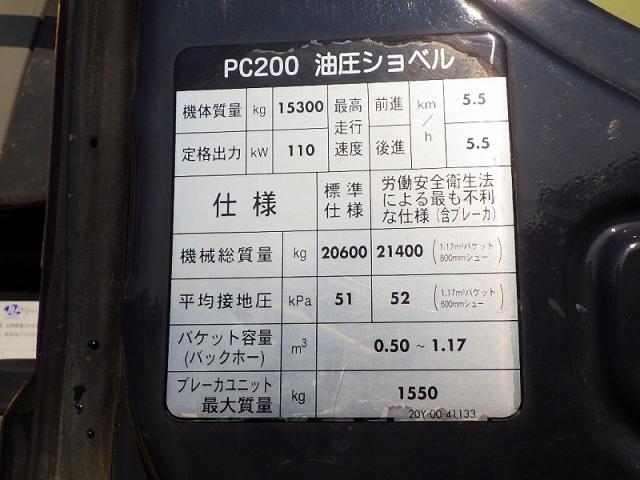 PC200 油圧ショベル
機体質量 kg 15300 最高走行速度 前進 km/h 5.5
定格出力 kW 110 後進 5.5
仕様 標準仕様 労働安全衛生法による最も不利な仕様(含ブレーカ)
機械総質量 kg 20600 21400 (1.17m³バケット 800mmシュー)
平均接地圧 kPa 51 52 (1.17m³バケット 600mmシュー)
バケット容量(バックホー) m³ 0.50 ~ 1.17
ブレーカユニット最大質量 kg 1550
20Y-00-41133